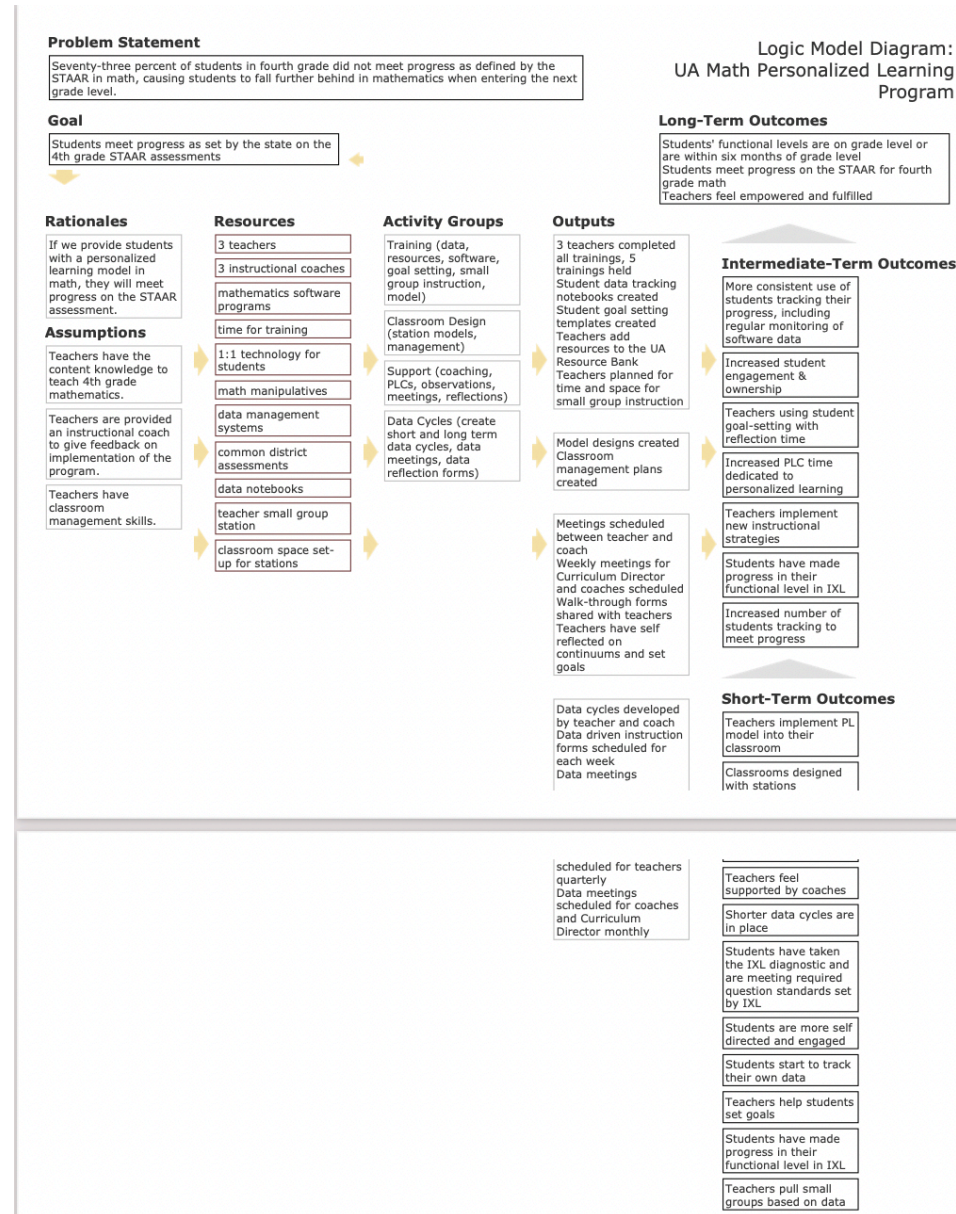 Problem Statement
Seventy-three percent of students in fourth grade did not meet progress as defined by the
STAAR in math, causing students to fall further behind in mathematics when entering the next
grade level.
Logic Model Diagram:
UA Math Personalized Learning
Program
Goal
Students meet progress as set by the state on the
4th grade STAAR assessments
Long-Term Outcomes
Students' functional levels are on grade level or
are within six months of grade level
Students meet progress on the STAAR for fourth
grade math
Teachers feel empowered and fulfilled
Rationales
If we provide students
with a personalized
learning model in
math, they will meet
progress on the STAAR
assessment.
Assumptions
Teachers have the
content knowledge to
teach 4th grade
mathematics.
Teachers are provided
an instructional coach
to give feedback on
implementation of the
program.
Teachers have
classroom
management skills.
Resources
3 teachers
3 instructional coaches
mathematics software
programs
time for training
1:1 technology for
students
math manipulatives
data management
systems
common district
assessments
data notebooks
teacher small group
station
classroom space set-
up for stations
Activity Groups
Training (data,
resources, software,
goal setting, small
group instruction,
model)
Classroom Design
(station models,
management)
Support (coaching,
PLCs, observations,
meetings, reflections)
Data Cycles (create
short and long term
data cycles, data
meetings, data
reflection forms)
Outputs
3 teachers completed
all trainings, 5
trainings held
Student data tracking
notebooks created
Student goal setting
templates created
Teachers add
resources to the UA
Resource Bank
Teachers planned for
time and space for
small group instruction
Model designs created
Classroom
management plans
created
Meetings scheduled
between teacher and
coach
Weekly meetings for
Curriculum Director
and coaches scheduled
Walk-through forms
shared with teachers
Teachers have self
reflected on
continuums and set
goals
Data cycles developed
by teacher and coach
Data driven instruction
forms scheduled for
each week
Data meetings
scheduled for teachers
quarterly
Data meetings
scheduled for coaches
and Curriculum
Director monthly
Intermediate-Term Outcomes
More consistent use of
students tracking their
progress, including
regular monitoring of
software data
Increased student
engagement &
ownership
Teachers using student
goal-setting with
reflection time
Increased PLC time
dedicated to
personalized learning
Teachers implement
new instructional
strategies
Students have made
progress in their
functional level in IXL
Increased number of
students tracking to
meet progress
Short-Term Outcomes
Teachers implement PL
model into their
classroom
Classrooms designed
with stations
Teachers feel
supported by coaches
Shorter data cycles are
in place
Students have taken
the IXL diagnostic and
are meeting required
question standards set
by IXL
Students are more self
directed and engaged
Students start to track
their own data
Teachers help students
set goals
Students have made
progress in their
functional level in IXL
Teachers pull small
groups based on data